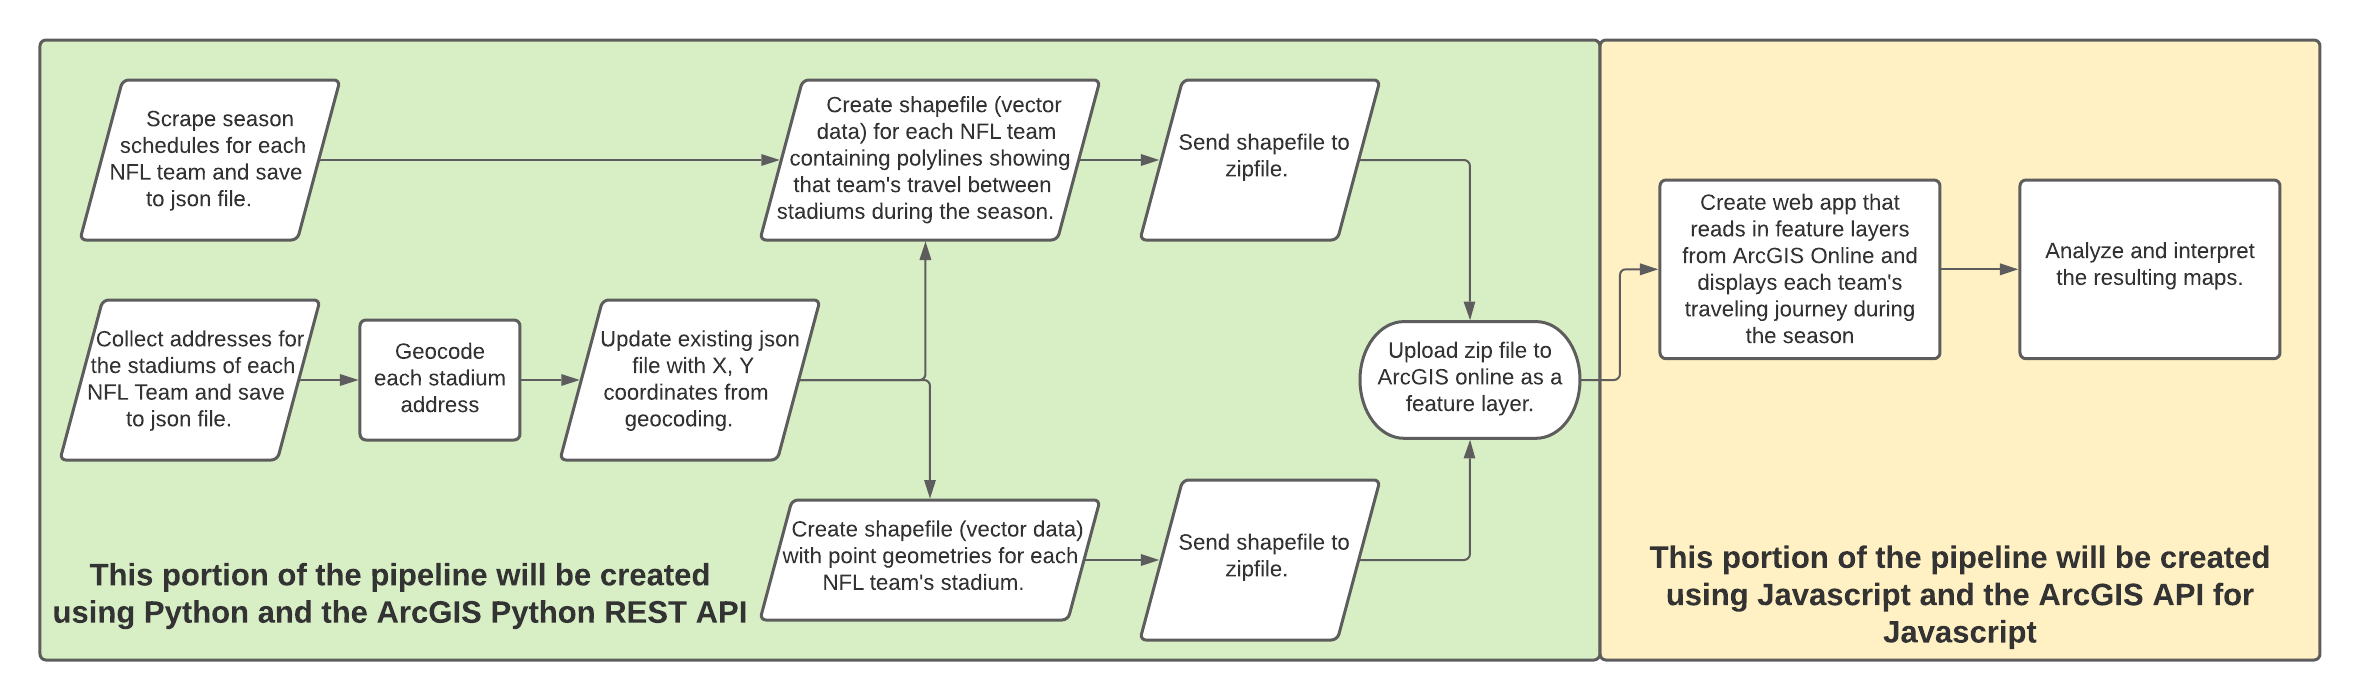 Scrape season
schedules for each
NFL team and save
to json file.
Create shapefile (vector
data) for each NFL team
containing polylines showing
that team's travel between
stadiums during the season.
Send shapefile to
zipfile.
Collect addresses for
the stadiums of each
NFL Team and save
to json file.
Geocode
each stadium
address
Update existing json
file with X, Y
coordinates from
geocoding.
Create shapefile (vector data)
with point geometries for each
NFL team's stadium.
Send shapefile to
zipfile.
Upload zip file to
ArcGIS online as a
feature layer.
This portion of the pipeline will be created
using Python and the ArcGIS Python REST API
Create web app that
reads in feature layers
from ArcGIS Online and
displays each team's
traveling journey during
the season
Analyze and interpret
the resulting maps.
This portion of the pipeline will be created
using Javascript and the ArcGIS API for
Javascript